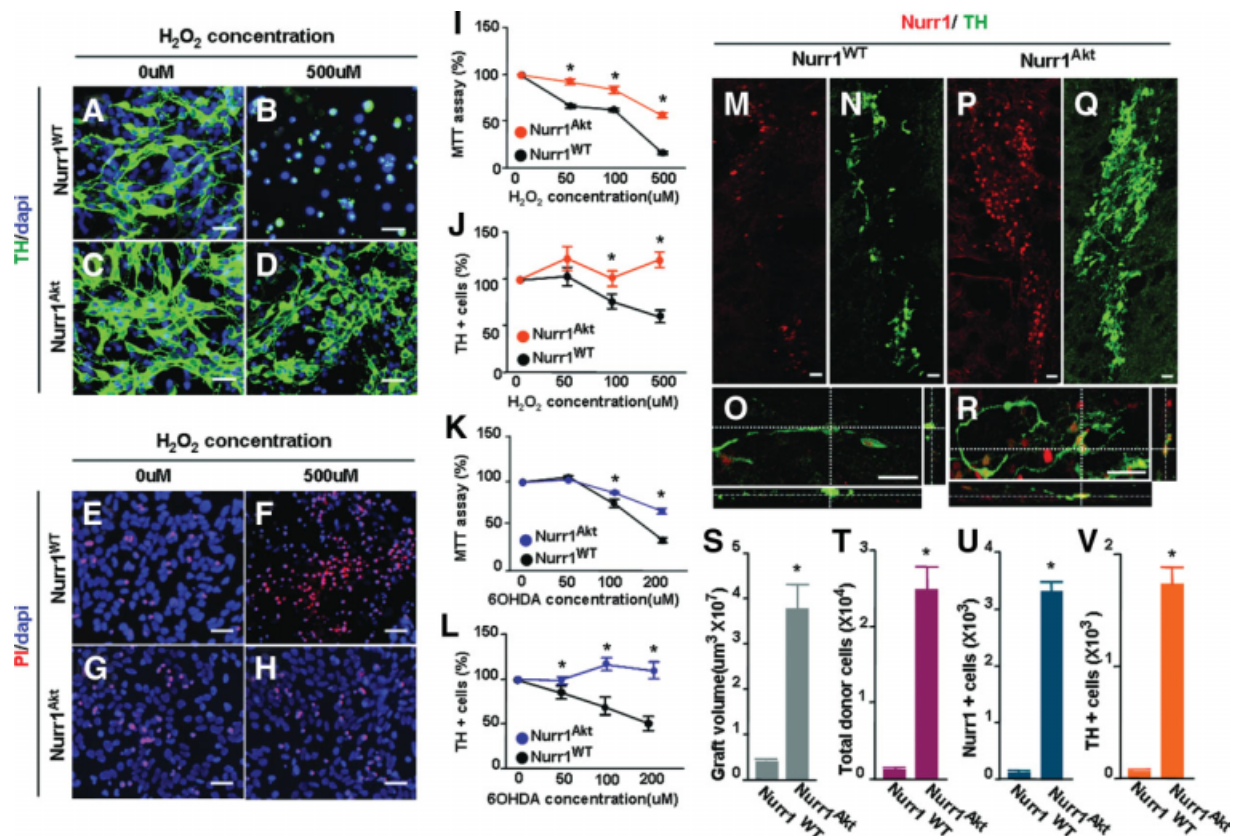 H₂O₂ concentration
0uM 500uM
TH/dapi
Nurr1WT
Nurr1Akt
A
B
C
D
H₂O₂ concentration
0uM 500uM
PI/dapi
Nurr1WT
Nurr1Akt
E
F
G
H
I
150
100
50
0
MTT assay (%)
*
*
*
Nurr1Akt
Nurr1WT
0 50 100 500
H₂O₂ concentration(uM)
J
150
100
50
0
TH + cells (%)
*
*
Nurr1Akt
Nurr1WT
0 50 100 500
H₂O₂ concentration(uM)
K
150
100
50
0
MTT assay (%)
*
*
Nurr1Akt
Nurr1WT
0 50 100 200
6OHDA concentration(uM)
L
150
100
50
0
TH + cells (%)
*
*
*
Nurr1Akt
Nurr1WT
0 50 100 200
6OHDA concentration(uM)
Nurr1/ TH
Nurr1WT Nurr1Akt
M
N
P
Q
O
R
S
5
4
3
2
1
0
Graft volume(um³ X10⁷)
*
Nurr1 WT
Nurr1Akt
T
3
2
1
0
Total donor cells (X10⁴)
*
Nurr1 WT
Nurr1Akt
U
4
3
2
1
0
Nurr1 + cells (X10³)
*
Nurr1 WT
Nurr1Akt
V
2
1
0
TH + cells (X10³)
*
Nurr1 WT
Nurr1Akt